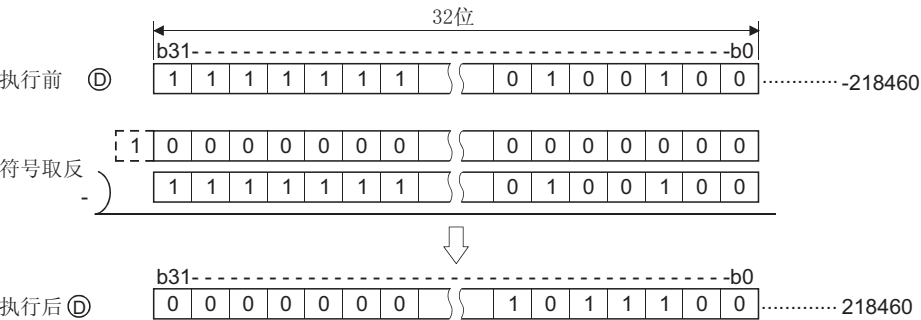 32位
b31 - - - - - - - - - - - - - - - - - - - - - - - - - - - - - - - - - - - - - - - - - -b0
执行前 Ⓓ 1 1 1 1 1 1 1 0 1 0 0 1 0 0 ············· -218460
1 0 0 0 0 0 0 0 0 0 0 0 0 0 0
符号取反
- 1 1 1 1 1 1 1 0 1 0 0 1 0 0
b31 - - - - - - - - - - - - - - - - - - - - - - - - - - - - - - - - - - - - - - - - - -b0
执行后 Ⓓ 0 0 0 0 0 0 0 1 0 1 1 1 0 0 ············· 218460